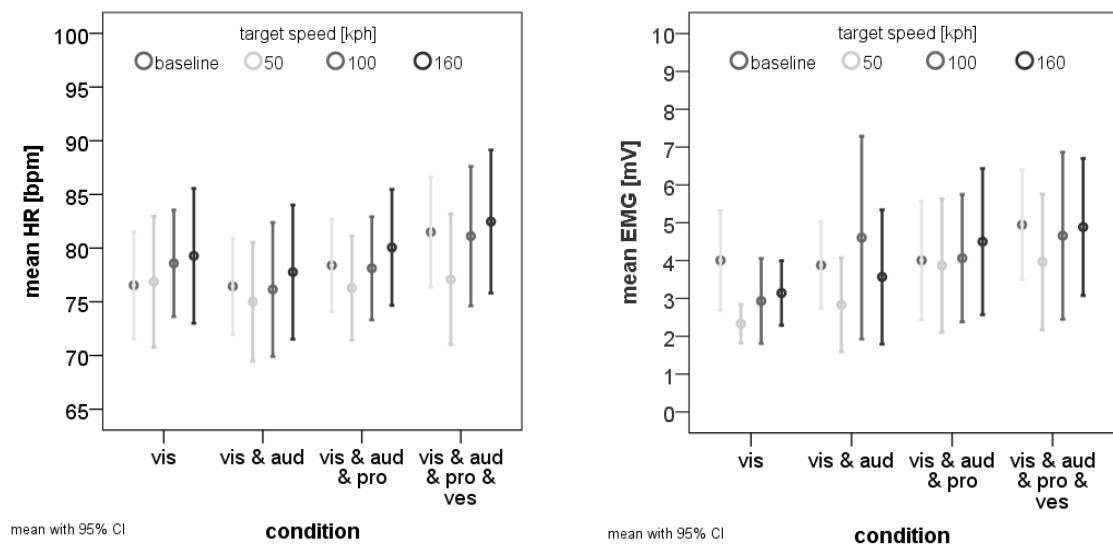 target speed [kph]
baseline 50 100 160
100
95
90
85
80
75
70
65
mean HR [bpm]
vis
vis & aud
vis & aud
& pro
vis & aud
& pro &
ves
mean with 95% CI
condition
target speed [kph]
baseline 50 100 160
10
9
8
7
6
5
4
3
2
1
0
mean EMG [mV]
vis
vis & aud
vis & aud
& pro
vis & aud
& pro &
ves
mean with 95% CI
condition